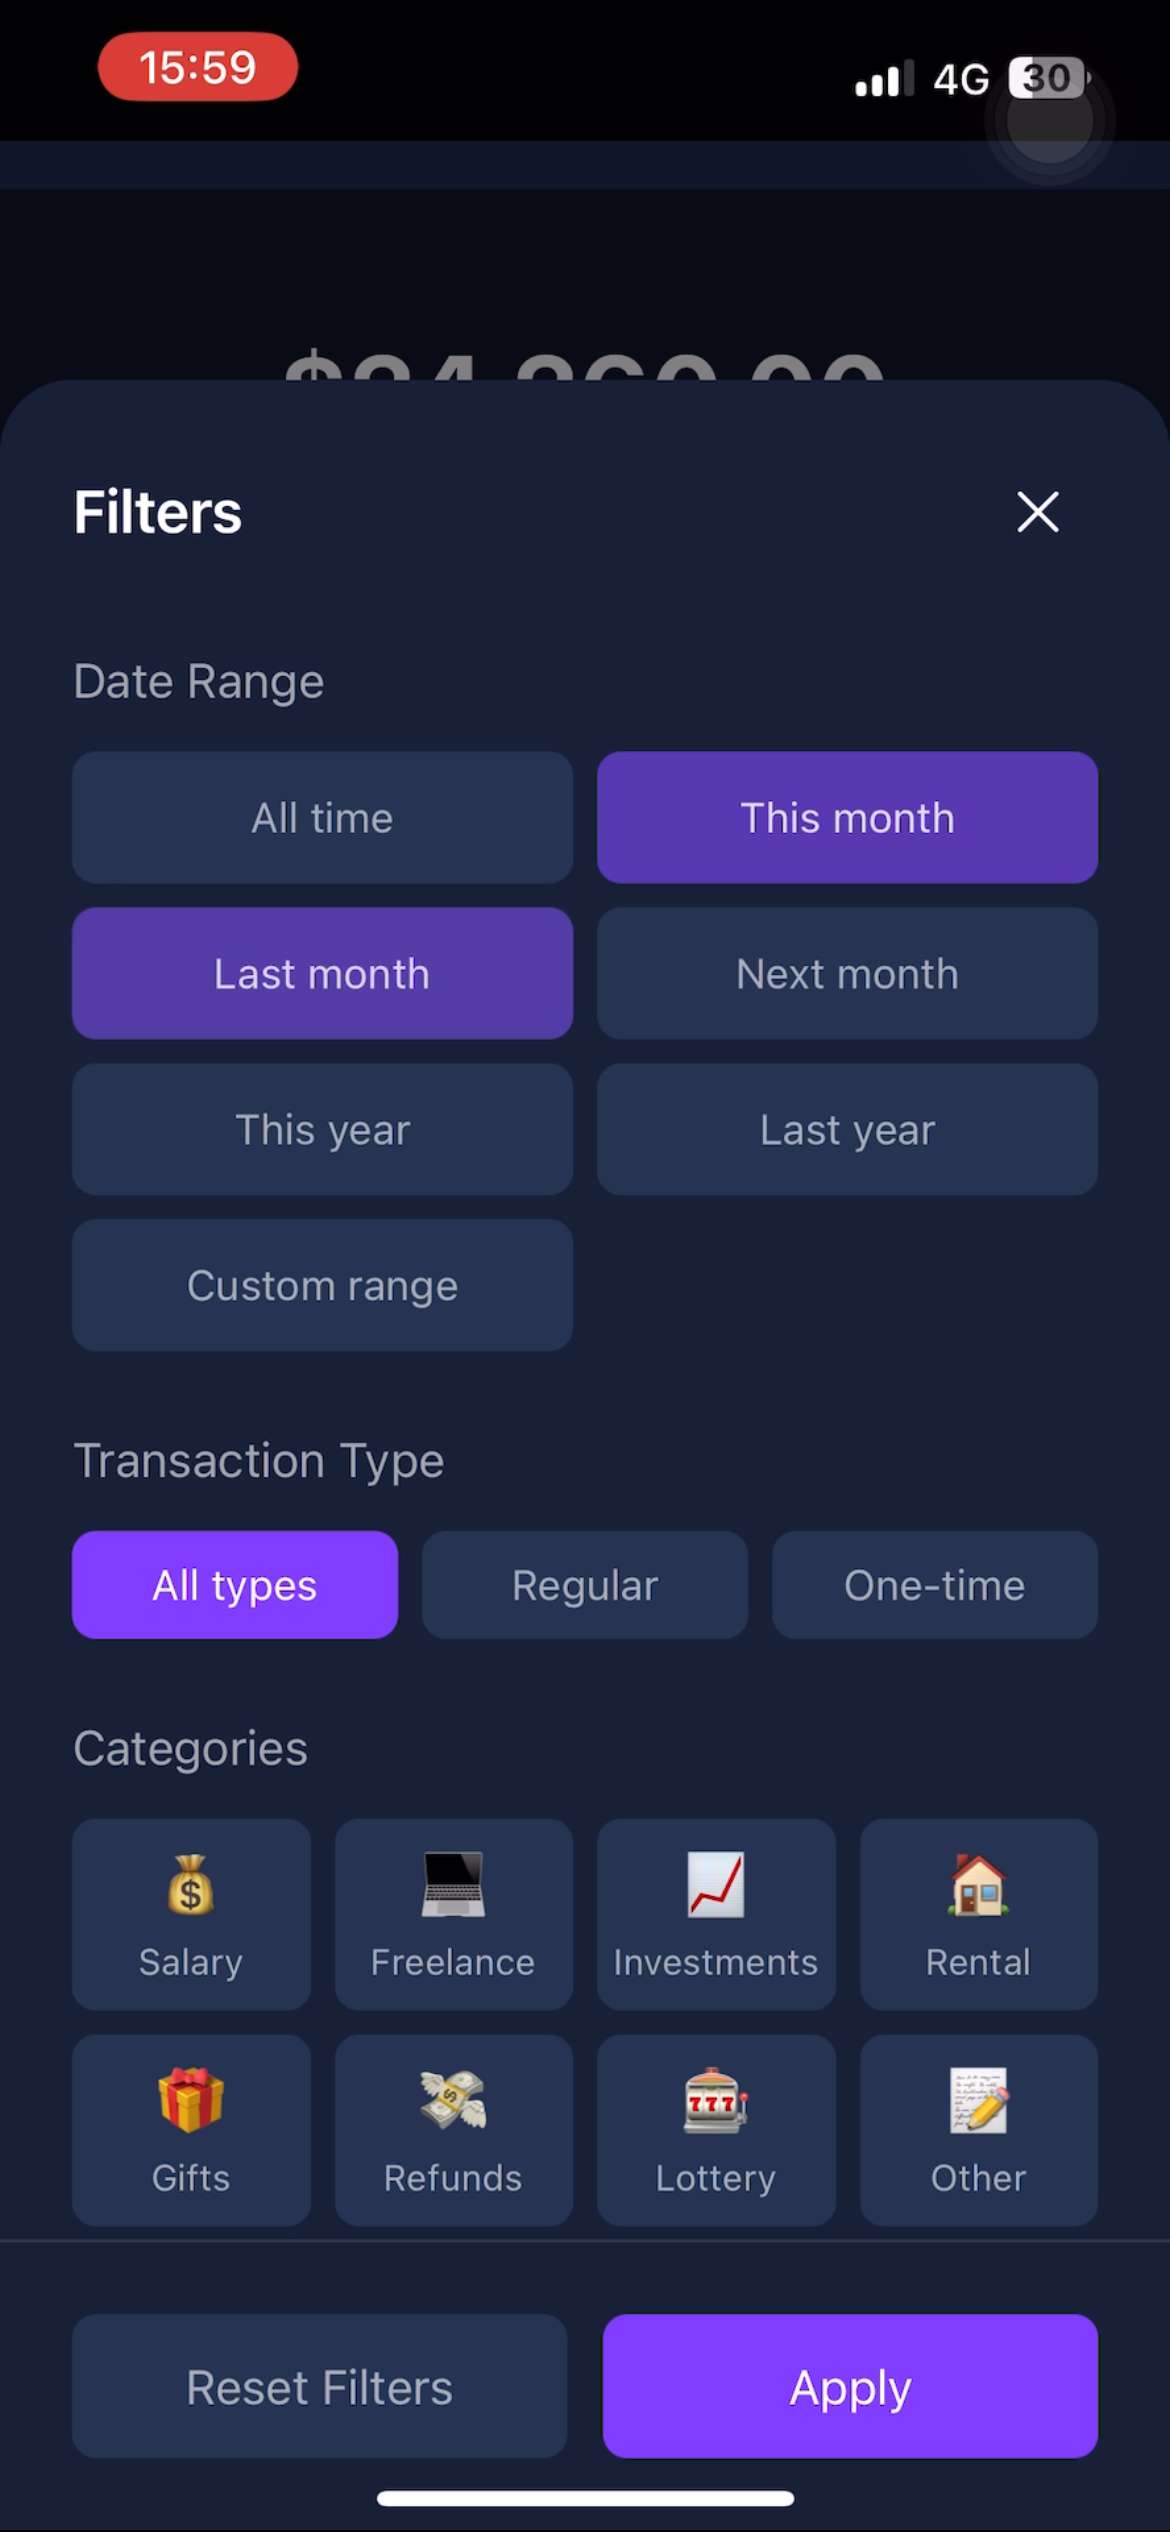 15:59
4G 30
Filters
Date Range
All time
This month
Last month
Next month
This year
Last year
Custom range
Transaction Type
All types
Regular
One-time
Categories
Salary
Freelance
Investments
Rental
Gifts
Refunds
Lottery
Other
Reset Filters
Apply